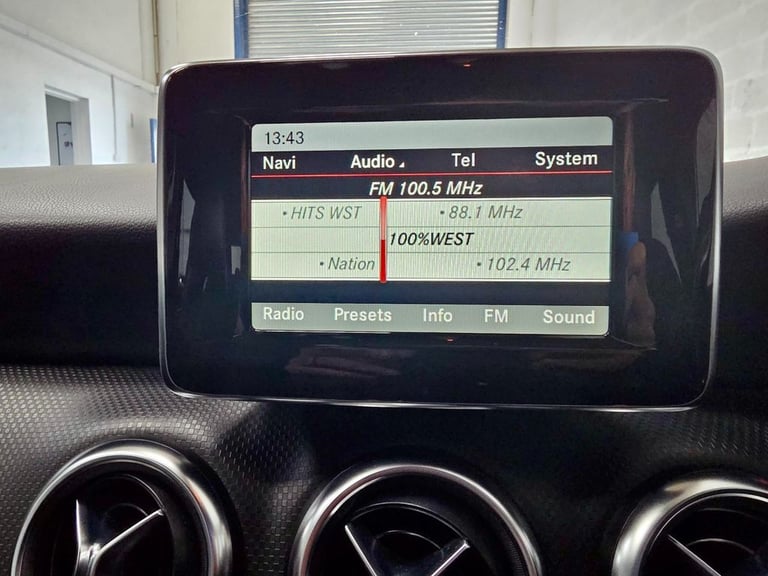 13:43
Navi Audio Tel System
FM 100.5 MHz
• HITS WST • 88.1 MHz
100%WEST
• Nation • 102.4 MHz
Radio Presets Info FM Sound